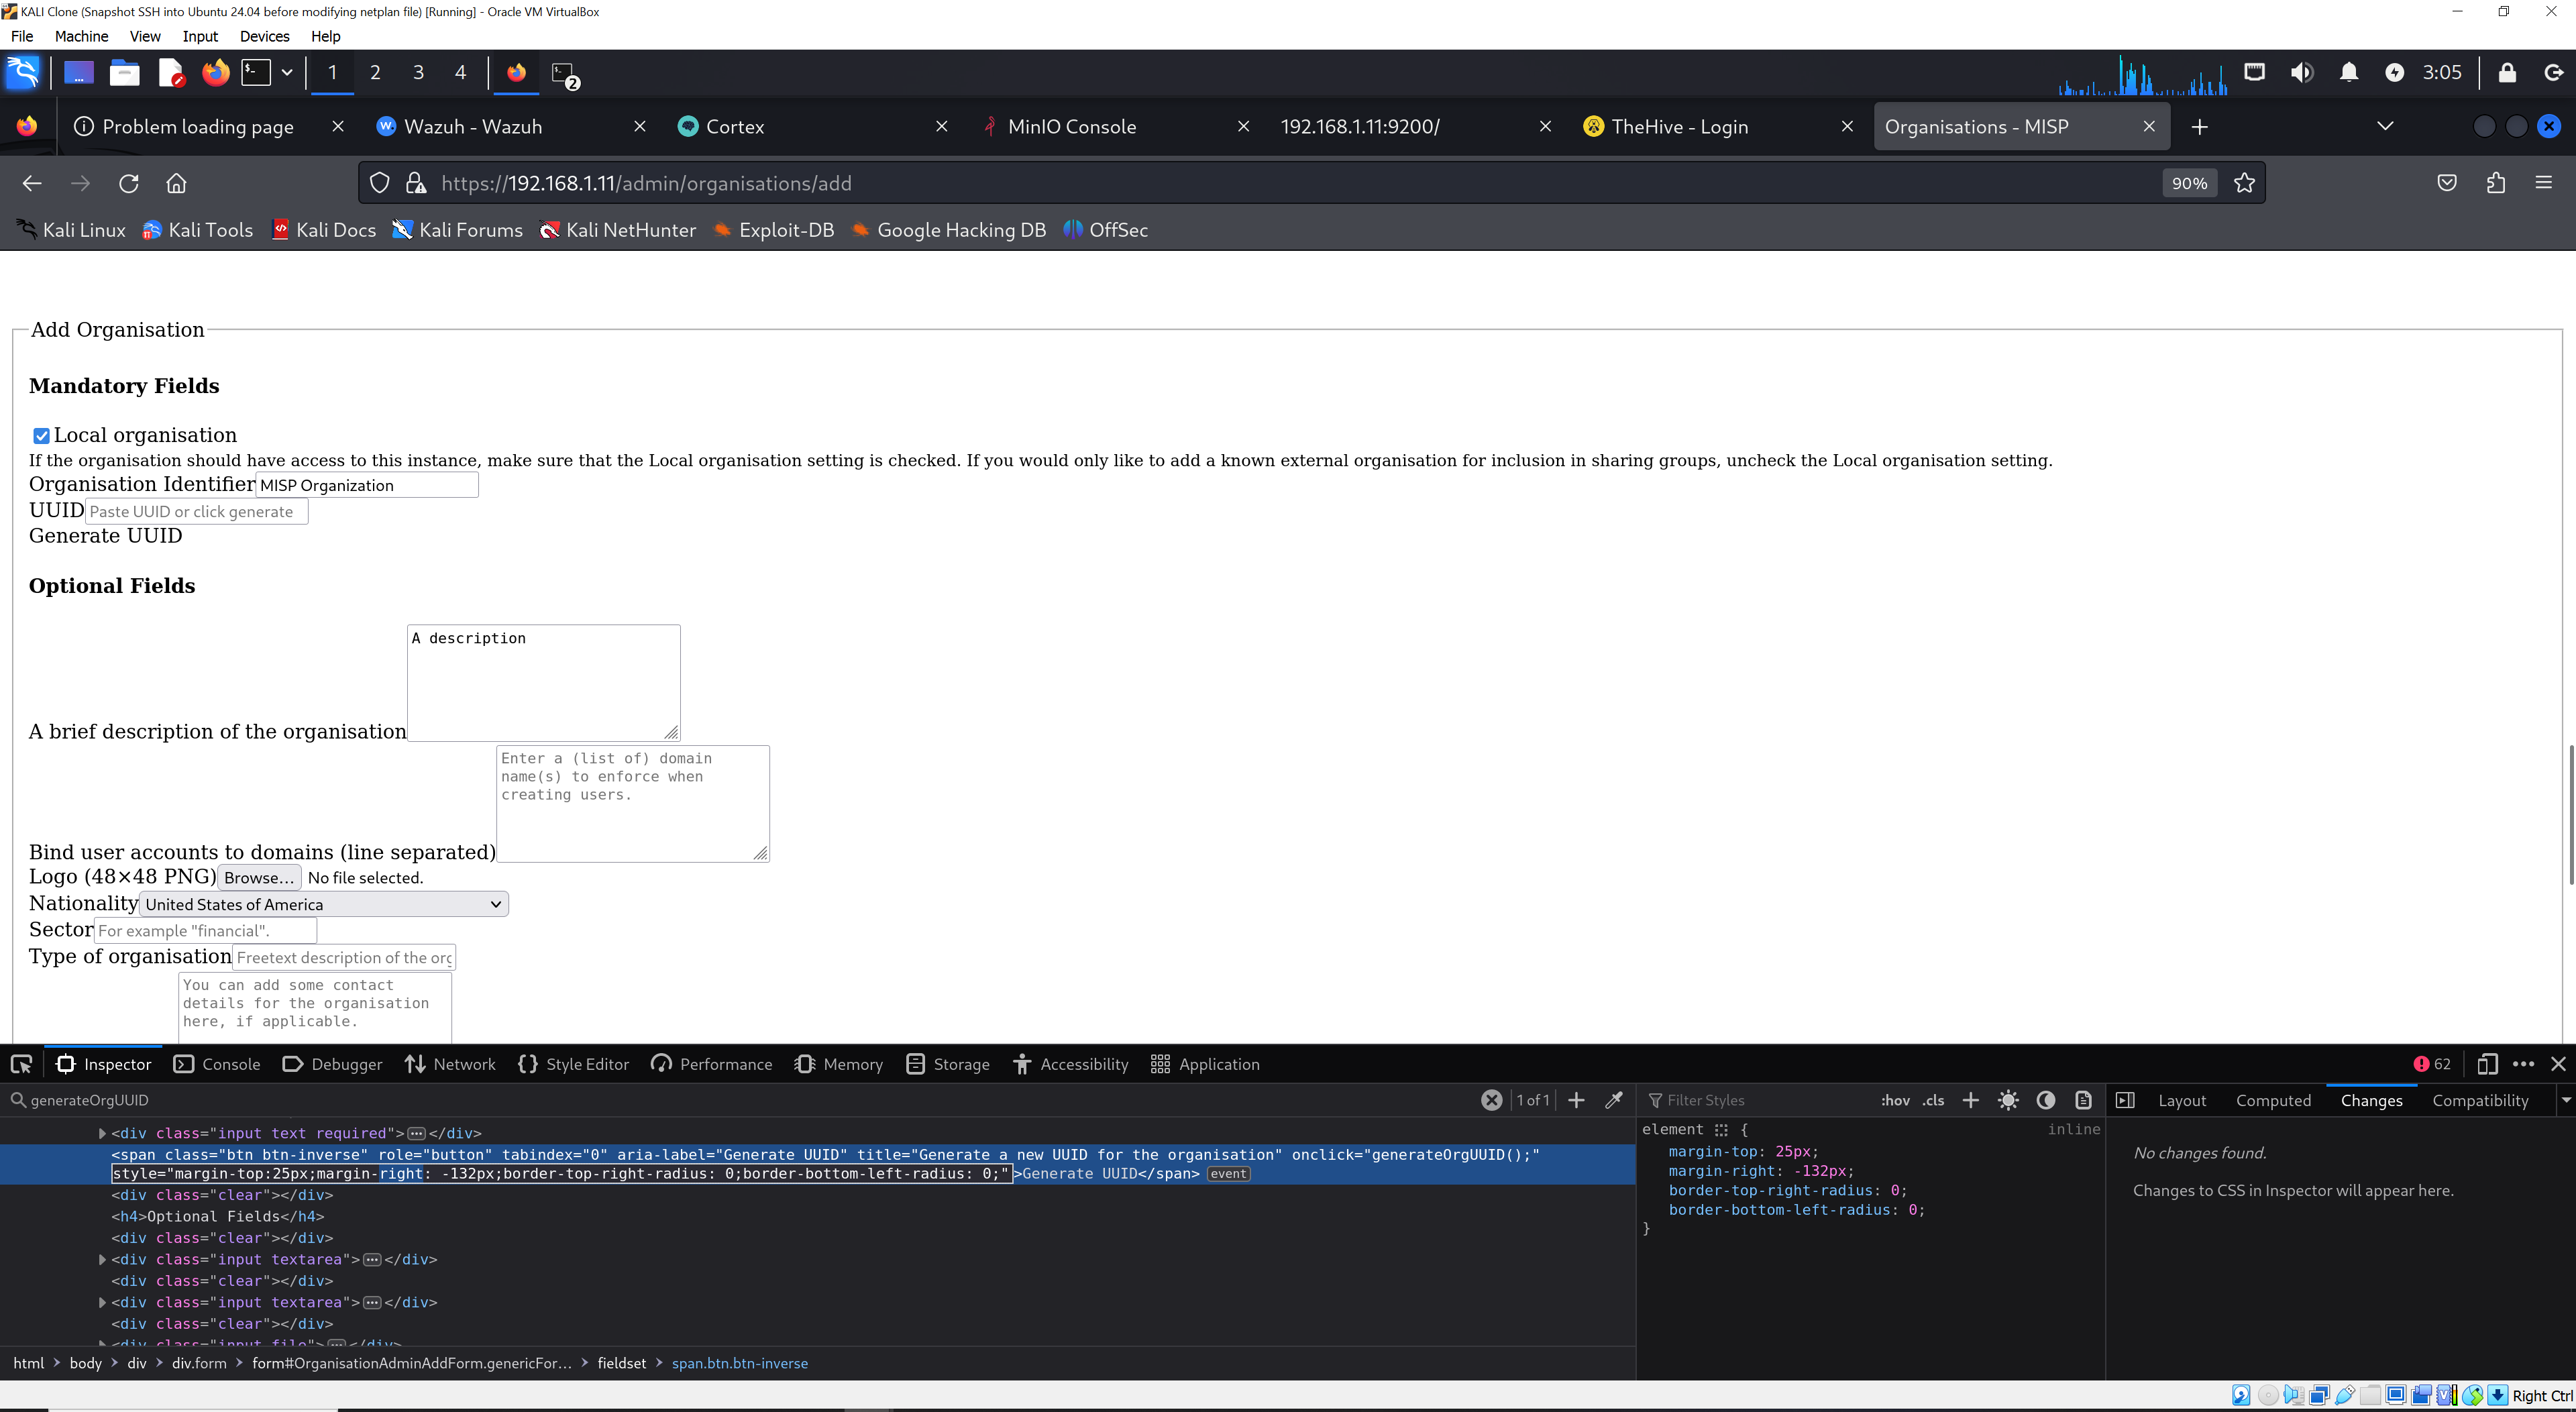 KALI Clone (Snapshot SSH into Ubuntu 24.04 before modifying netplan file) [Running] - Oracle VM VirtualBox
File Machine View Input Devices Help
1 2 3 4 2 3:05
Problem loading page Wazuh - Wazuh Cortex MinIO Console 192.168.1.11:9200/ TheHive - Login Organisations - MISP
https://192.168.1.11/admin/organisations/add 90%
Kali Linux Kali Tools Kali Docs Kali Forums Kali NetHunter Exploit-DB Google Hacking DB OffSec
Add Organisation
Mandatory Fields
Local organisation
If the organisation should have access to this instance, make sure that the Local organisation setting is checked. If you would only like to add a known external organisation for inclusion in sharing groups, uncheck the Local organisation setting.
Organisation Identifier MISP Organization
UUID Paste UUID or click generate
Generate UUID
Optional Fields
A description
A brief description of the organisation
Enter a (list of) domain
name(s) to enforce when
creating users.
Bind user accounts to domains (line separated)
Logo (48×48 PNG) Browse... No file selected.
Nationality United States of America
Sector For example "financial".
Type of organisation Freetext description of the org
You can add some contact
details for the organisation
here, if applicable.
Inspector Console Debugger Network Style Editor Performance Memory Storage Accessibility Application 62
generateOrgUUID 1 of 1 Filter Styles :hov .cls Layout Computed Changes Compatibility
<div class="input text required"></div>
<span class="btn btn-inverse" role="button" tabindex="0" aria-label="Generate UUID" title="Generate a new UUID for the organisation" onclick="generateOrgUUID();"
style="margin-top:25px;margin-right: -132px;border-top-right-radius: 0;border-bottom-left-radius: 0;">Generate UUID</span> event
<div class="clear"></div>
<h4>Optional Fields</h4>
<div class="clear"></div>
<div class="input textarea"></div>
<div class="clear"></div>
<div class="input textarea"></div>
<div class="clear"></div>
<div class="input file"></div>
element { inline
margin-top: 25px;
margin-right: -132px;
border-top-right-radius: 0;
border-bottom-left-radius: 0;
}
No changes found.
Changes to CSS in Inspector will appear here.
html > body > div > div.form > form#OrganisationAdminAddForm.genericFor… > fieldset > span.btn.btn-inverse
Right Ctrl